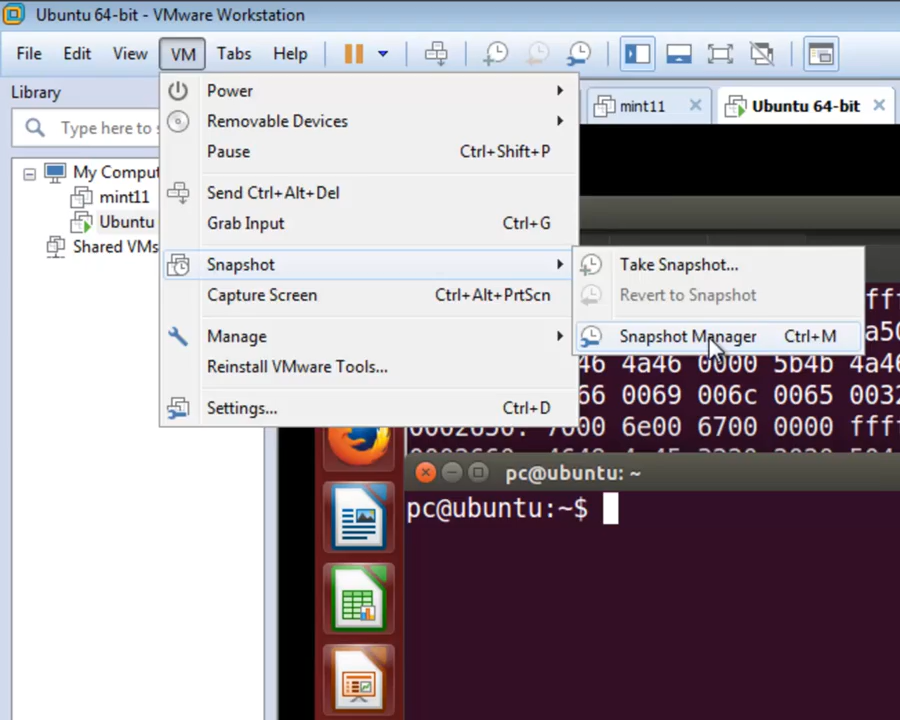 Ubuntu 64-bit - VMware Workstation
File Edit View VM Tabs Help
Library
Type here to s
My Comput
mint11
Ubuntu
Shared VMs
Power
Removable Devices
Pause Ctrl+Shift+P
Send Ctrl+Alt+Del
Grab Input Ctrl+G
Snapshot
Capture Screen Ctrl+Alt+PrtScn
Manage
Reinstall VMware Tools...
Settings... Ctrl+D
Take Snapshot...
Revert to Snapshot
Snapshot Manager Ctrl+M
mint11
Ubuntu 64-bit
46 4a46 0000 5b4b 4a46
66 0069 006c 0065 0032
0002650: 7600 6e00 6700 0000 ffff
pc@ubuntu: ~
pc@ubuntu:~$